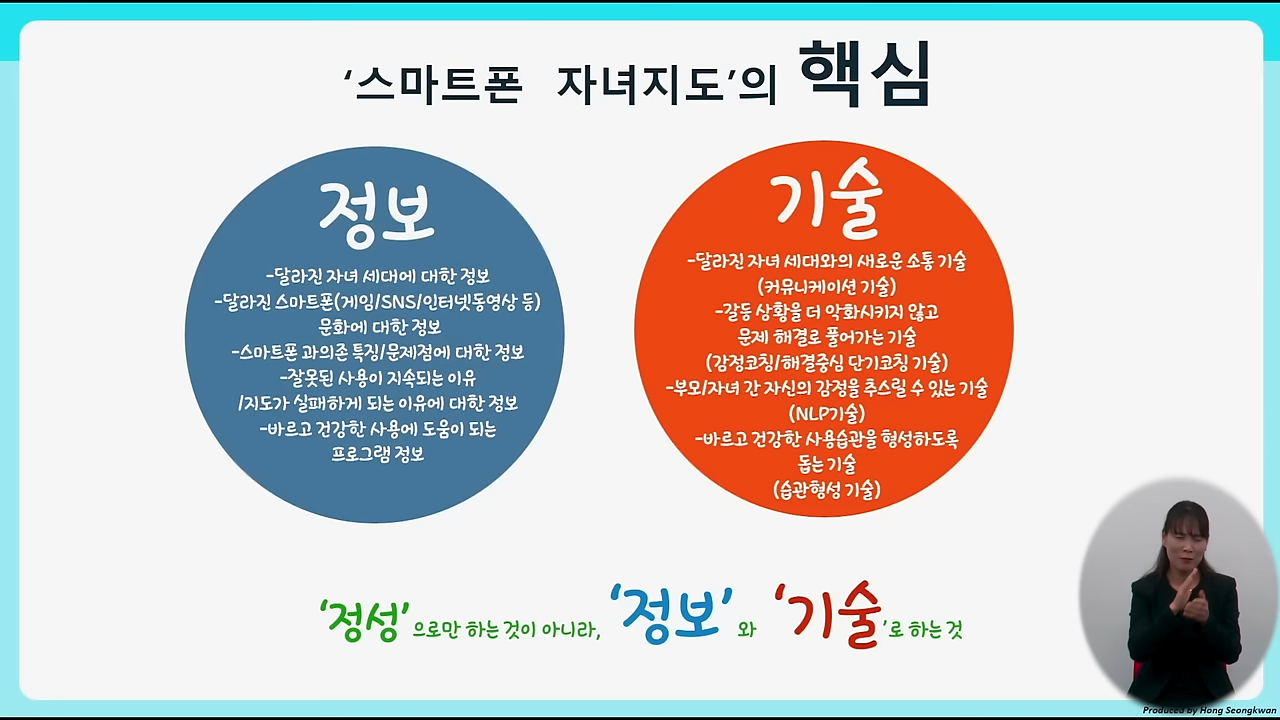 ‘스마트폰 자녀지도’의 핵심
정보
-달라진 자녀 세대에 대한 정보
-달라진 스마트폰(게임/SNS/인터넷동영상 등)
문화에 대한 정보
-스마트폰 과의존 특징/문제점에 대한 정보
-잘못된 사용이 지속되는 이유
/지도가 실패하게 되는 이유에 대한 정보
-바르고 건강한 사용에 도움이 되는
프로그램 정보
기술
-달라진 자녀 세대와의 새로운 소통 기술
(커뮤니케이션 기술)
-갈등 상황을 더 악화시키지 않고
문제 해결로 풀어가는 기술
(감정코칭/해결중심 단기코칭 기술)
-부모/자녀 간 자신의 감정을 추스릴 수 있는 기술
(NLP기술)
-바르고 건강한 사용습관을 형성하도록
돕는 기술
(습관형성 기술)
‘정성’으로만 하는 것이 아니라, ‘정보’와 ‘기술’로 하는 것
Produced by Hong Seongkwan